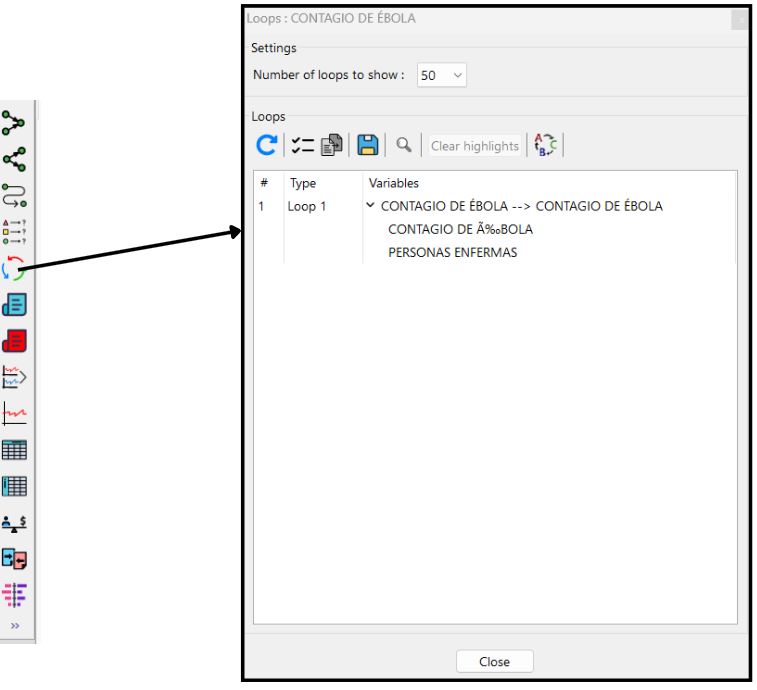 Loops : CONTAGIO DE ÉBOLA
Settings
Number of loops to show : 50
Loops
Clear highlights
# Type Variables
1 Loop 1 CONTAGIO DE ÉBOLA --> CONTAGIO DE ÉBOLA
CONTAGIO DE Ã‰BOLA
PERSONAS ENFERMAS
Close